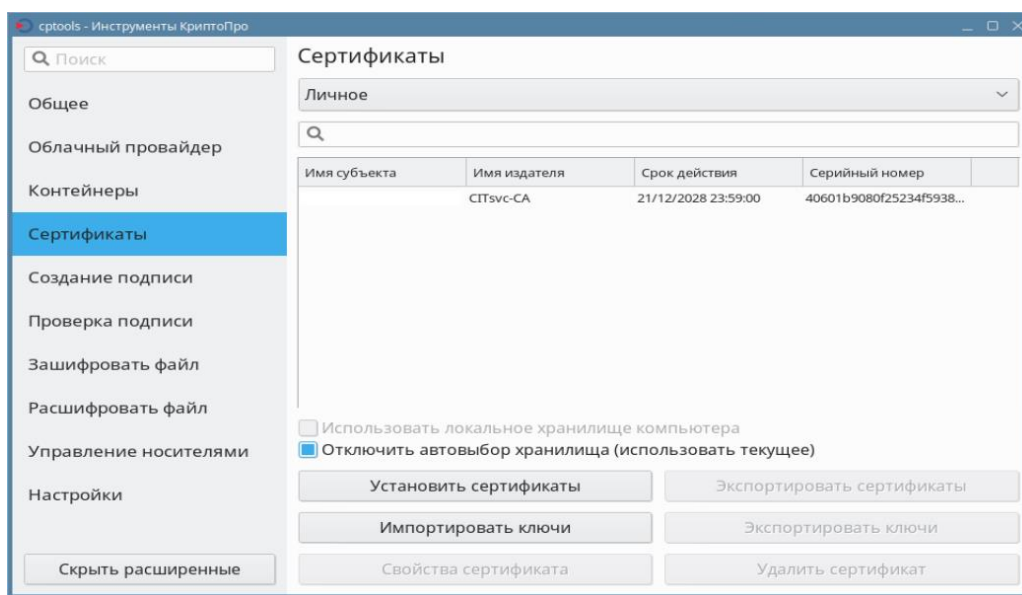 cptools - Инструменты КриптоПро
Поиск
Общее
Облачный провайдер
Контейнеры
Сертификаты
Создание подписи
Проверка подписи
Зашифровать файл
Расшифровать файл
Управление носителями
Настройки
Скрыть расширенные
Сертификаты
Личное
Имя субъекта Имя издателя Срок действия Серийный номер
CITsvc-CA 21/12/2028 23:59:00 40601b9080f25234f5938...
Использовать локальное хранилище компьютера
Отключить автовыбор хранилища (использовать текущее)
Установить сертификаты Экспортировать сертификаты
Импортировать ключи Экспортировать ключи
Свойства сертификата Удалить сертификат